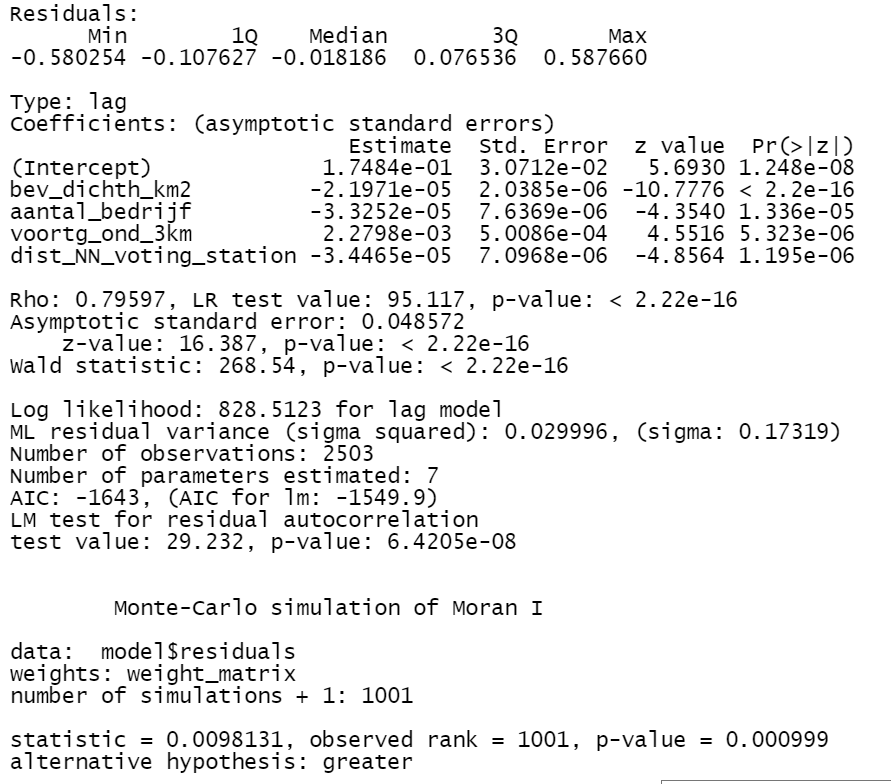 Residuals:
      Min        1Q    Median        3Q       Max
-0.580254 -0.107627 -0.018186  0.076536  0.587660
Type: lag
Coefficients: (asymptotic standard errors)
                          Estimate  Std. Error  z value  Pr(>|z|)
(Intercept)             1.7484e-01  3.0712e-02   5.6930 1.248e-08
bev_dichth_km2         -2.1971e-05  2.0385e-06 -10.7776 < 2.2e-16
aantal_bedrijf         -3.3252e-05  7.6369e-06  -4.3540 1.336e-05
voortg_ond_3km          2.2798e-03  5.0086e-04   4.5516 5.323e-06
dist_NN_voting_station -3.4465e-05  7.0968e-06  -4.8564 1.195e-06
Rho: 0.79597, LR test value: 95.117, p-value: < 2.22e-16
Asymptotic standard error: 0.048572
    z-value: 16.387, p-value: < 2.22e-16
Wald statistic: 268.54, p-value: < 2.22e-16
Log likelihood: 828.5123 for lag model
ML residual variance (sigma squared): 0.029996, (sigma: 0.17319)
Number of observations: 2503
Number of parameters estimated: 7
AIC: -1643, (AIC for lm: -1549.9)
LM test for residual autocorrelation
test value: 29.232, p-value: 6.4205e-08
Monte-Carlo simulation of Moran I
data:  model$residuals
weights: weight_matrix
number of simulations + 1: 1001
statistic = 0.0098131, observed rank = 1001, p-value = 0.000999
alternative hypothesis: greater